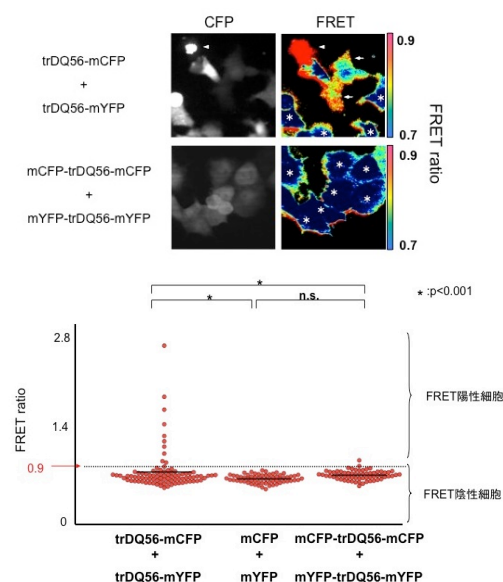 CFP
FRET
trDQ56-mCFP
+
trDQ56-mYFP
0.9
0.7
FRET ratio
mCFP-trDQ56-mCFP
+
mYFP-trDQ56-mYFP
0.9
0.7
*
* :p<0.001
*
n.s.
2.8
1.4
0.9
0
FRET ratio
FRET陽性細胞
FRET陰性細胞
trDQ56-mCFP
+
trDQ56-mYFP
mCFP
+
mYFP
mCFP-trDQ56-mCFP
+
mYFP-trDQ56-mYFP